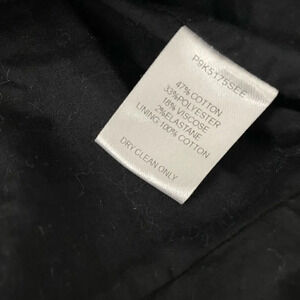 P9K5175SEE
47%COTTON
33%POLYESTER
18%VISCOSE
2%ELASTANE
LINING:100% COTTON
DRY CLEAN ONLY